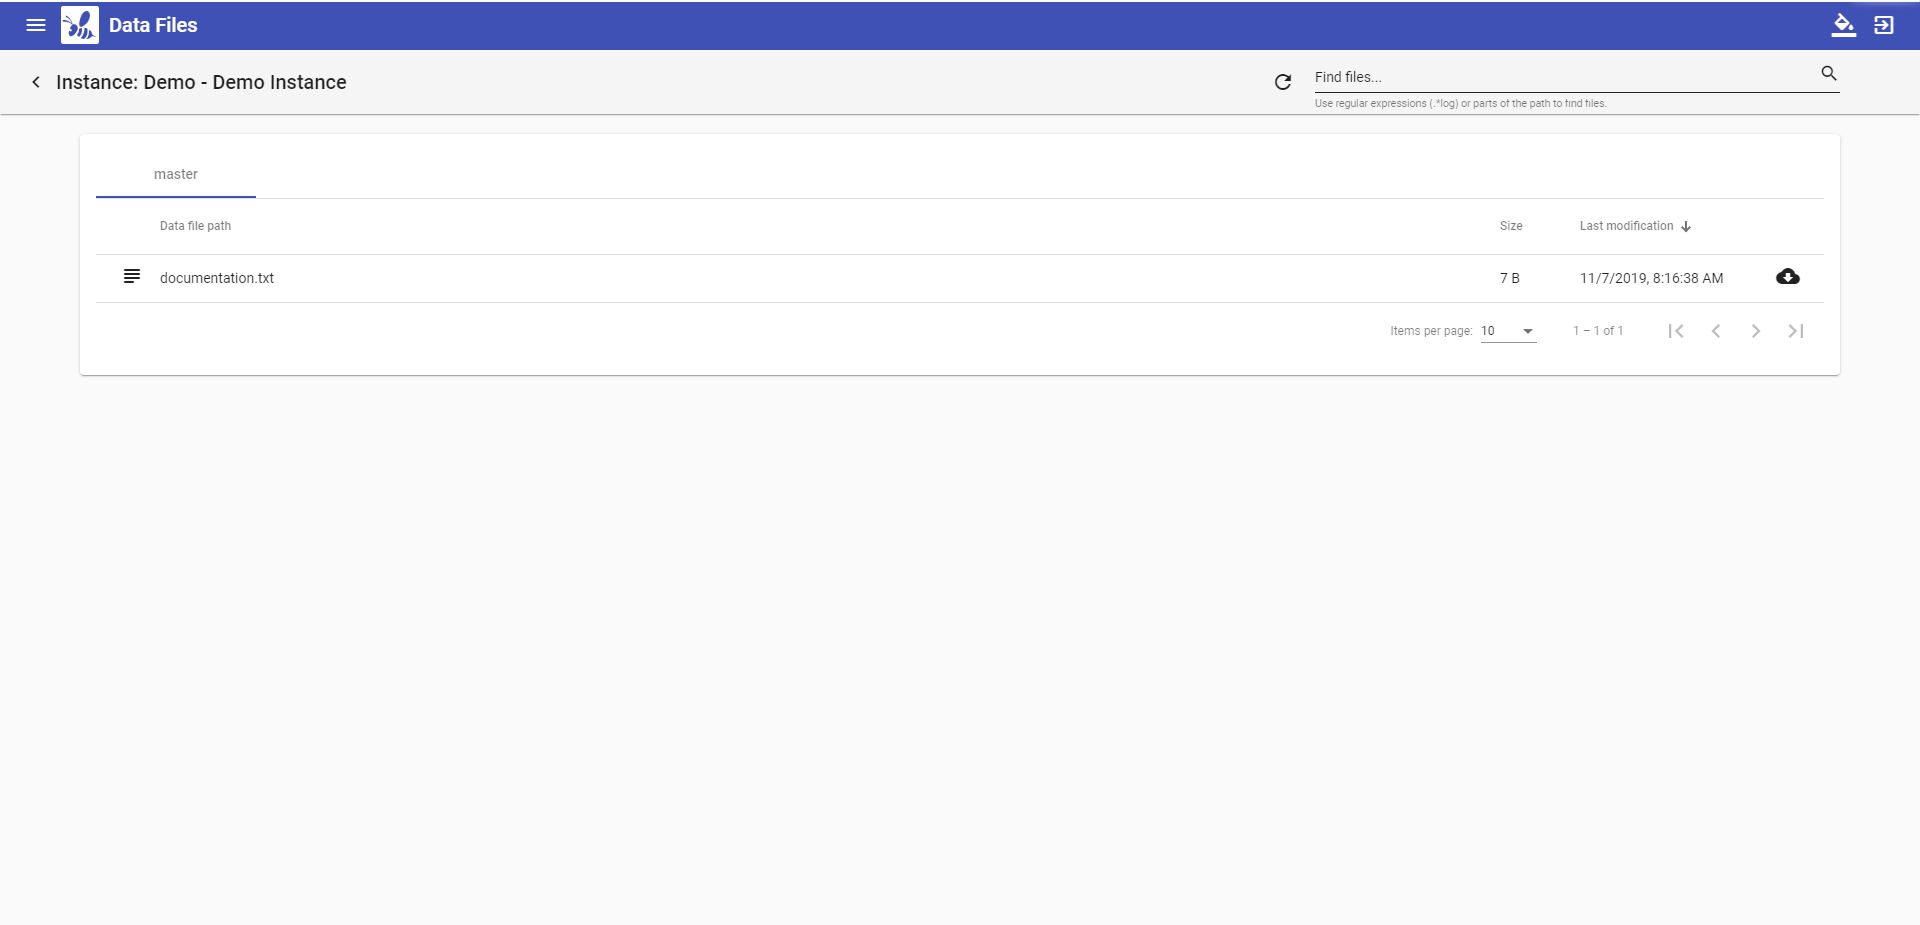 Data Files
Instance: Demo - Demo Instance
Find files...
Use regular expressions (.*log) or parts of the path to find files.
master
Data file path Size Last modification
documentation.txt 7 B 11/7/2019, 8:16:38 AM
Items per page: 10 1 – 1 of 1